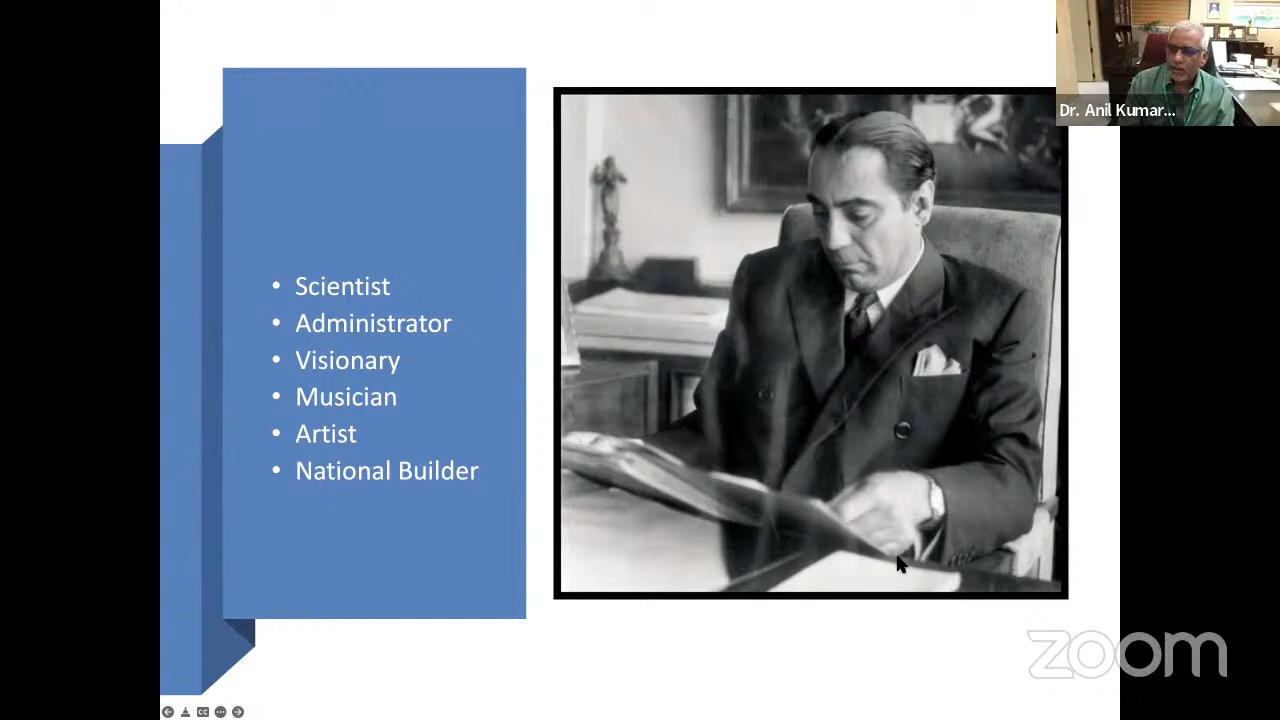 Dr. Anil Kumar...
• Scientist
• Administrator
• Visionary
• Musician
• Artist
• National Builder
zoom